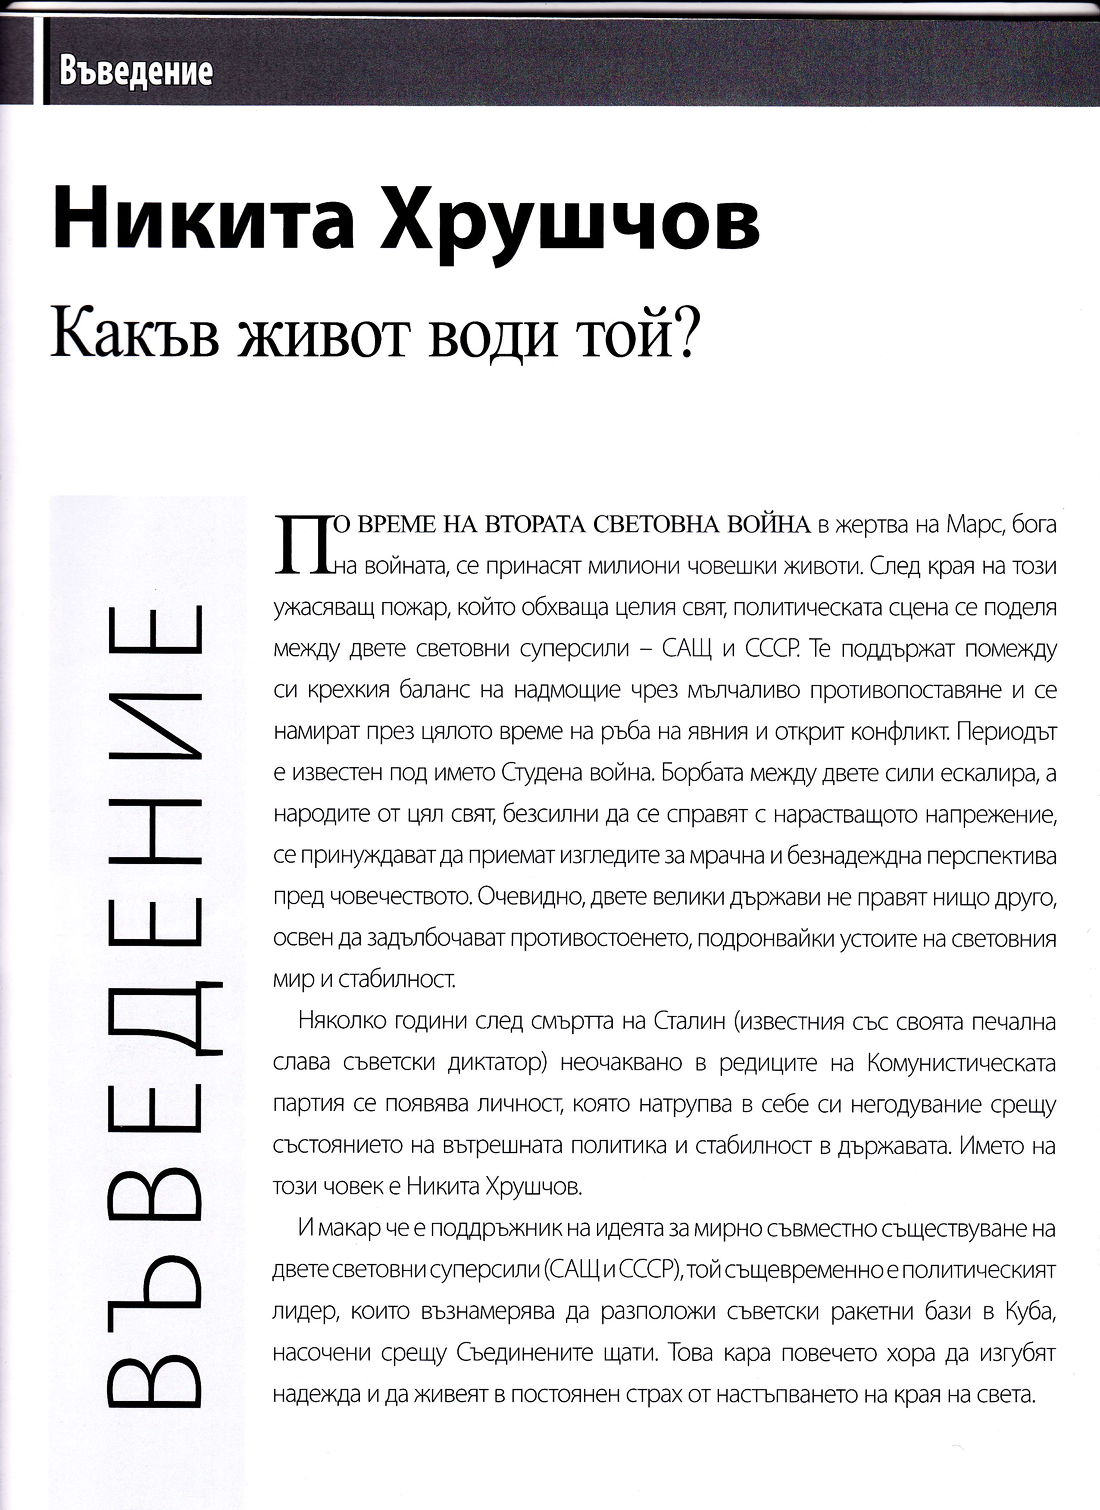 Въведение
Никита Хрушчов
Какъв живот води той?
ВЪВЕДЕНИЕ
ПО ВРЕМЕ НА ВТОРАТА СВЕТОВНА ВОЙНА в жертва на Марс, бога
на войната, се принасят милиони човешки животи. След края на този
ужасяващ пожар, който обхваща целия свят, политическата сцена се поделя
между двете световни суперсили – САЩ и СССР. Те поддържат помежду
си крехкия баланс на надмощие чрез мълчаливо противопоставяне и се
намират през цялото време на ръба на явния и открит конфликт. Периодът
е известен под името Студена война. Борбата между двете сили ескалира, а
народите от цял свят, безсилни да се справят с нарастващото напрежение,
се принуждават да приемат изгледите за мрачна и безнадеждна перспектива
пред човечеството. Очевидно, двете велики държави не правят нищо друго,
освен да задълбочават противостоенето, подронвайки устоите на световния
мир и стабилност.
Няколко години след смъртта на Сталин (известния със своята печална
слава съветски диктатор) неочаквано в редиците на Комунистическата
партия се появява личност, която натрупва в себе си негодувание срещу
състоянието на вътрешната политика и стабилност в държавата. Името на
този човек е Никита Хрушчов.
И макар че е поддръжник на идеята за мирно съвместно съществуване на
двете световни суперсили (САЩ и СССР), той същевременно е политическият
лидер, които възнамерява да разположи съветски ракетни бази в Куба,
насочени срещу Съединените щати. Това кара повечето хора да изгубят
надежда и да живеят в постоянен страх от настъпването на края на света.